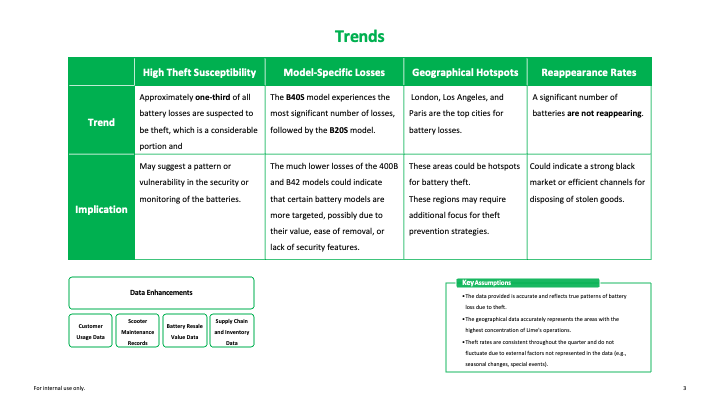 Trends
High Theft Susceptibility
Model-Specific Losses
Geographical Hotspots
Reappearance Rates
Trend
Approximately one-third of all
battery losses are suspected to
be theft, which is a considerable
portion and
The B40S model experiences the
most significant number of losses,
followed by the B20S model.
London, Los Angeles, and
Paris are the top cities for
battery losses.
A significant number of
batteries are not reappearing.
Implication
May suggest a pattern or
vulnerability in the security or
monitoring of the batteries.
The much lower losses of the 400B
and B42 models could indicate
that certain battery models are
more targeted, possibly due to
their value, ease of removal, or
lack of security features.
These areas could be hotspots
for battery theft.
These regions may require
additional focus for theft
prevention strategies.
Could indicate a strong black
market or efficient channels for
disposing of stolen goods.
Data Enhancements
Customer
Usage Data
Scooter
Maintenance
Records
Battery Resale
Value Data
Supply Chain
and Inventory
Data
Key Assumptions
•The data provided is accurate and reflects true patterns of battery
loss due to theft.
•The geographical data accurately represents the areas with the
highest concentration of Lime's operations.
•Theft rates are consistent throughout the quarter and do not
fluctuate due to external factors not represented in the data (e.g.,
seasonal changes, special events).
For internal use only.
3